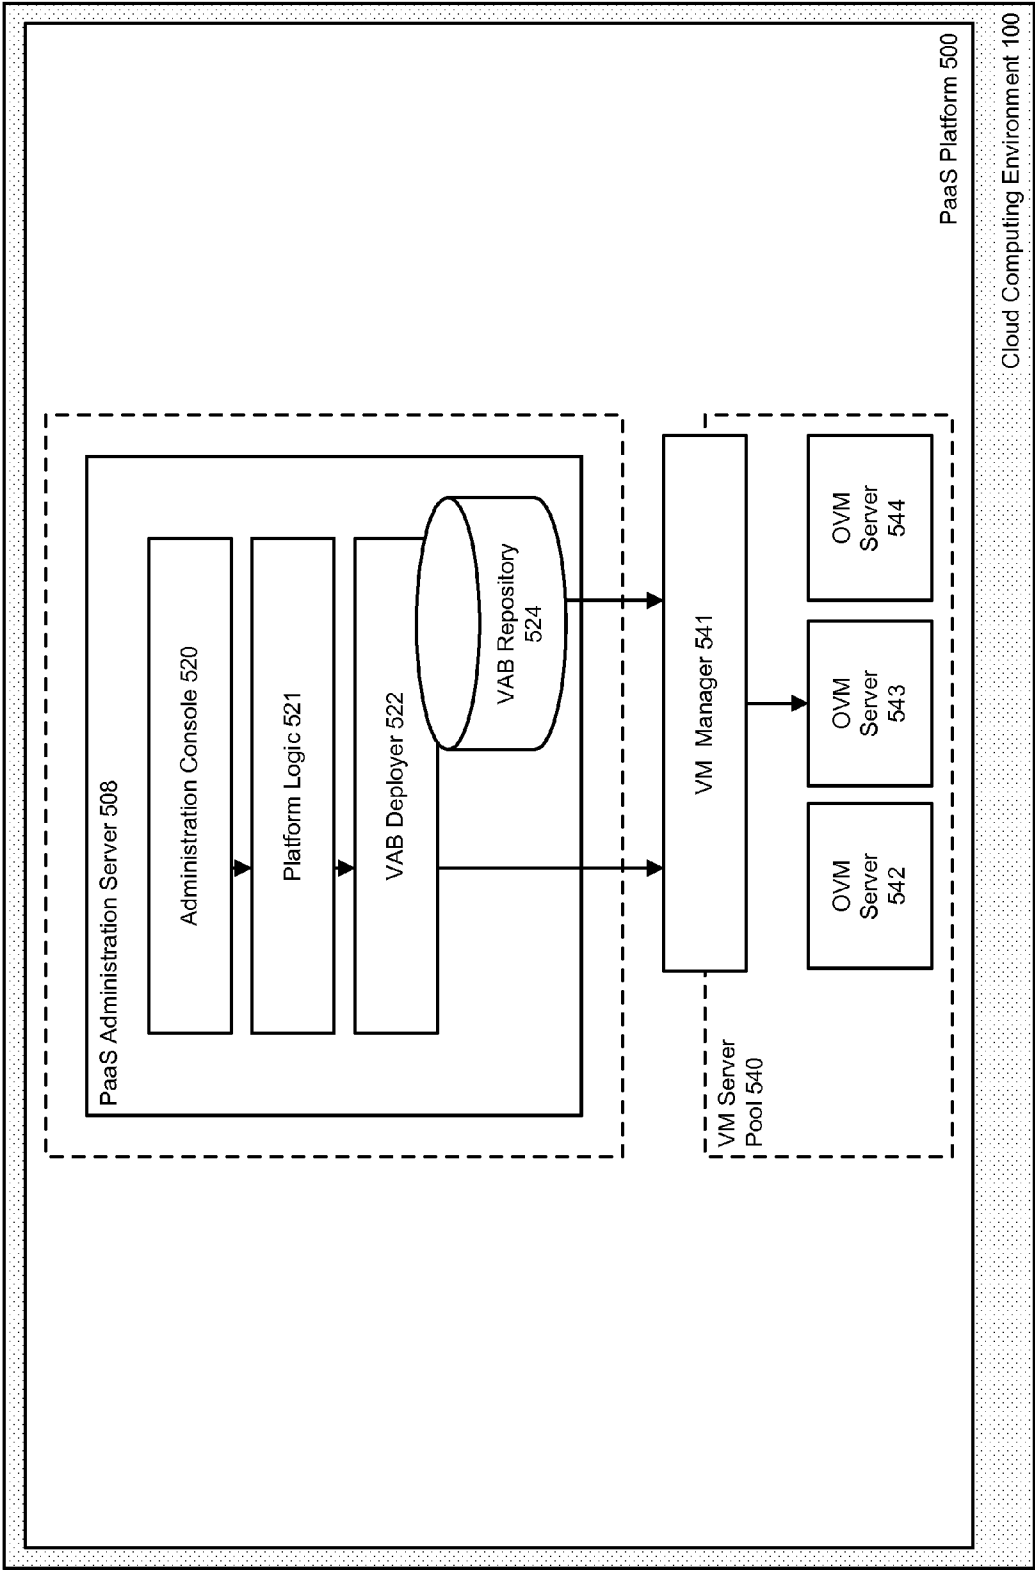 PaaS Administration Server 508
Administration Console 520
Platform Logic 521
VAB Deployer 522
VAB Repository
524
VM Manager 541
VM Server
Pool 540
OVM
Server
542
OVM
Server
543
OVM
Server
544
PaaS Platform 500
Cloud Computing Environment 100